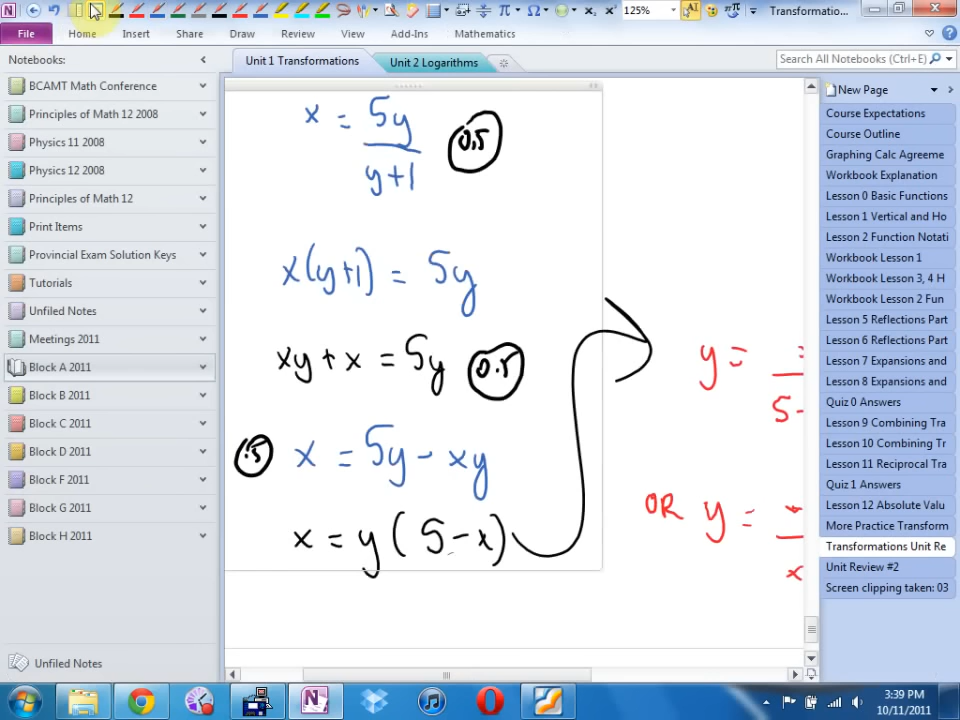 125%
Transformatio...
File
Home
Insert
Share
Draw
Review
View
Add-Ins
Mathematics
Notebooks:
Unit 1 Transformations
Unit 2 Logarithms
Search All Notebooks (Ctrl+E)
BCAMT Math Conference
Principles of Math 12 2008
Physics 11 2008
Physics 12 2008
Principles of Math 12
Print Items
Provincial Exam Solution Keys
Tutorials
Unfiled Notes
Meetings 2011
Block A 2011
Block B 2011
Block C 2011
Block D 2011
Block F 2011
Block G 2011
Block H 2011
Unfiled Notes
x = 5y
y+1
0.5
x(y+1) = 5y
xy + x = 5y
0.5
.5
x = 5y - xy
x = y(5-x)
y =
5-
OR y =
x
New Page
Course Expectations
Course Outline
Graphing Calc Agreeme
Workbook Explanation
Lesson 0 Basic Functions
Lesson 1 Vertical and Ho
Lesson 2 Function Notati
Workbook Lesson 1
Workbook Lesson 3, 4 H
Workbook Lesson 2 Fun
Lesson 5 Reflections Part
Lesson 6 Reflections Part
Lesson 7 Expansions and
Lesson 8 Expansions and
Quiz 0 Answers
Lesson 9 Combining Tra
Lesson 10 Combining Tr
Lesson 11 Reciprocal Tra
Quiz 1 Answers
Lesson 12 Absolute Valu
More Practice Transform
Transformations Unit Re
Unit Review #2
Screen clipping taken: 03
3:39 PM
10/11/2011